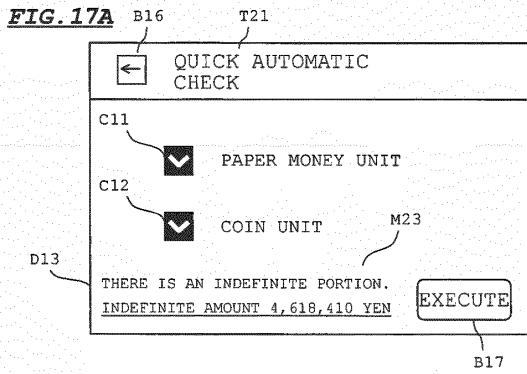 FIG. 17A
B16
T21
QUICK AUTOMATIC
CHECK
C11
PAPER MONEY UNIT
C12
COIN UNIT
M23
D13
THERE IS AN INDEFINITE PORTION.
INDEFINITE AMOUNT 4,618,410 YEN
EXECUTE
B17